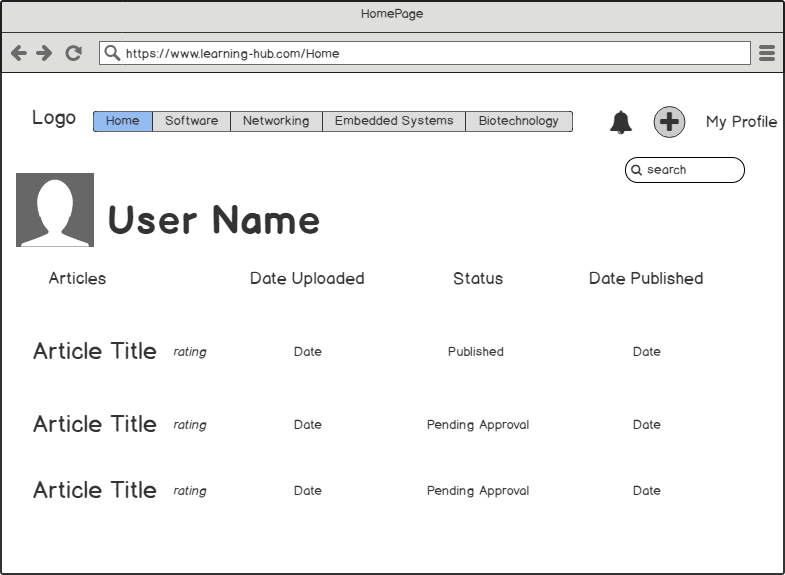 HomePage
https://www.learning-hub.com/Home
Logo Home Software Networking Embedded Systems Biotechnology My Profile
search
User Name
Articles Date Uploaded Status Date Published
Article Title rating Date Published Date
Article Title rating Date Pending Approval Date
Article Title rating Date Pending Approval Date